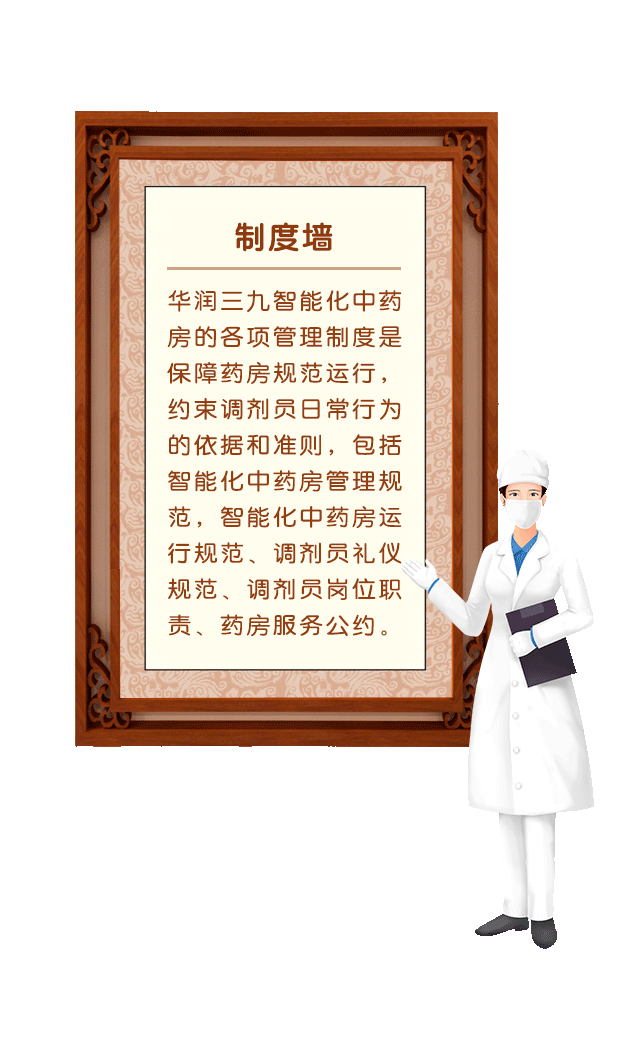 制度墙
华润三九智能化中药
房的各项管理制度是
保障药房规范运行，
约束调剂员日常行为
的依据和准则，包括
智能化中药房管理规
范，智能化中药房运
行规范、调剂员礼仪
规范、调剂员岗位职
责、药房服务公约。